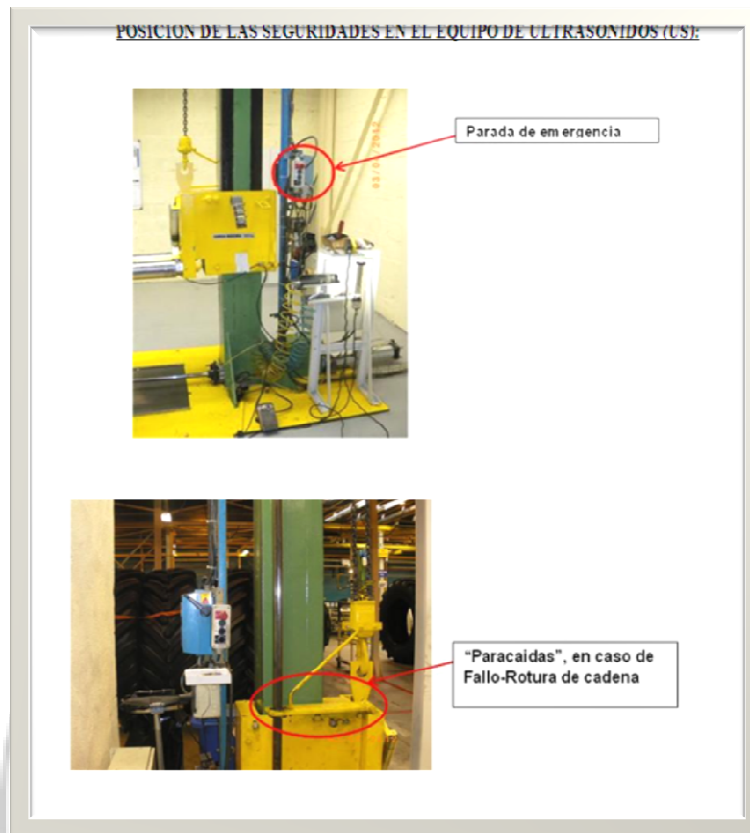 POSICION DE LAS SEGURIDADES EN EL EQUIPO DE ULTRASONIDOS (US):
Parada de emergencia
"Paracaidas", en caso de
Fallo-Rotura de cadena